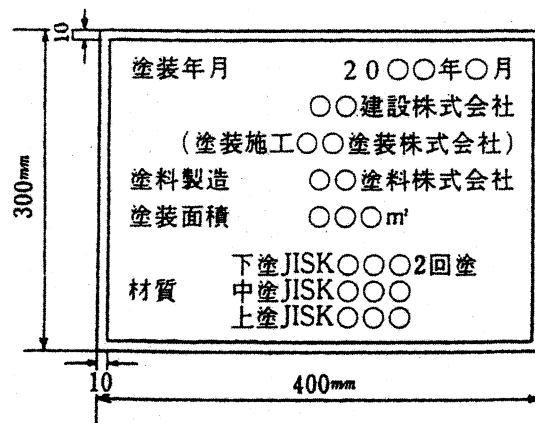 10
塗装年月 20○○年○月
○○建設株式会社
(塗装施工○○塗装株式会社)
塗料製造 ○○塗料株式会社
塗装面積 ○○○㎡
下塗JISK○○○2回塗
材質 中塗JISK○○○
上塗JISK○○○
300mm
10
400mm